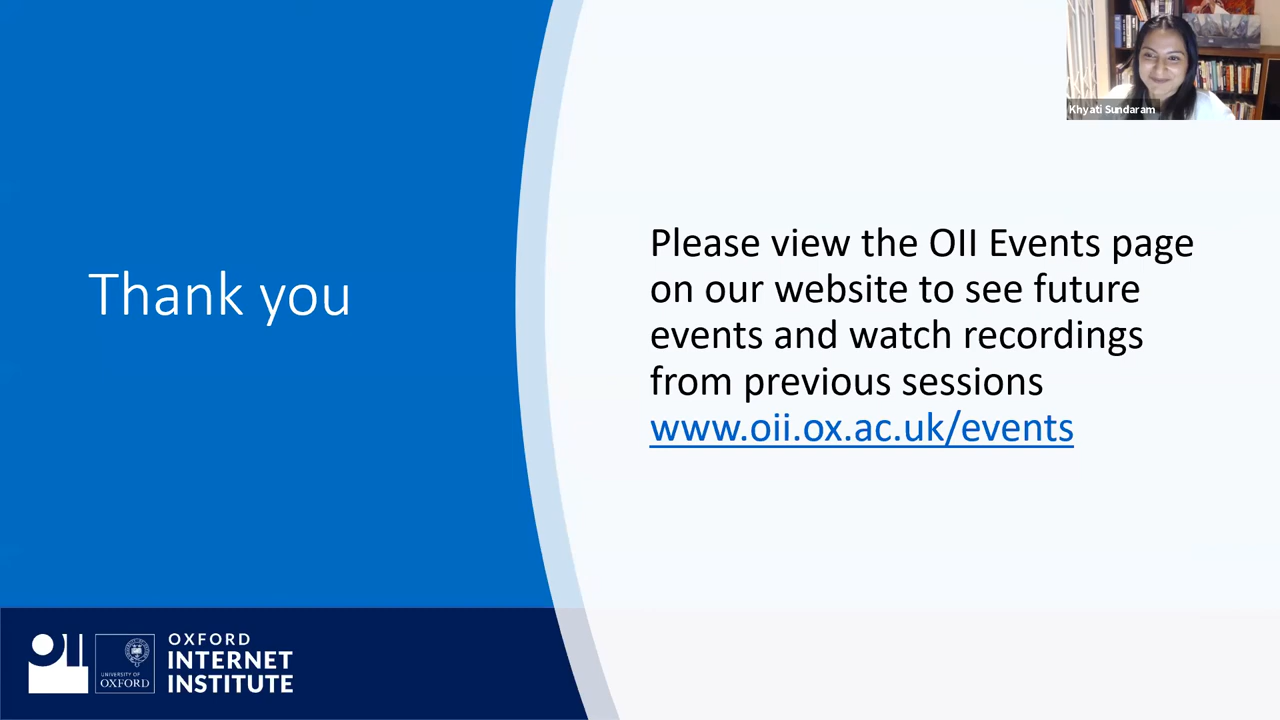 Khyati Sundaram
Thank you
Please view the OII Events page
on our website to see future
events and watch recordings
from previous sessions
www.oii.ox.ac.uk/events
OII
UNIVERSITY OF
OXFORD
OXFORD
INTERNET
INSTITUTE